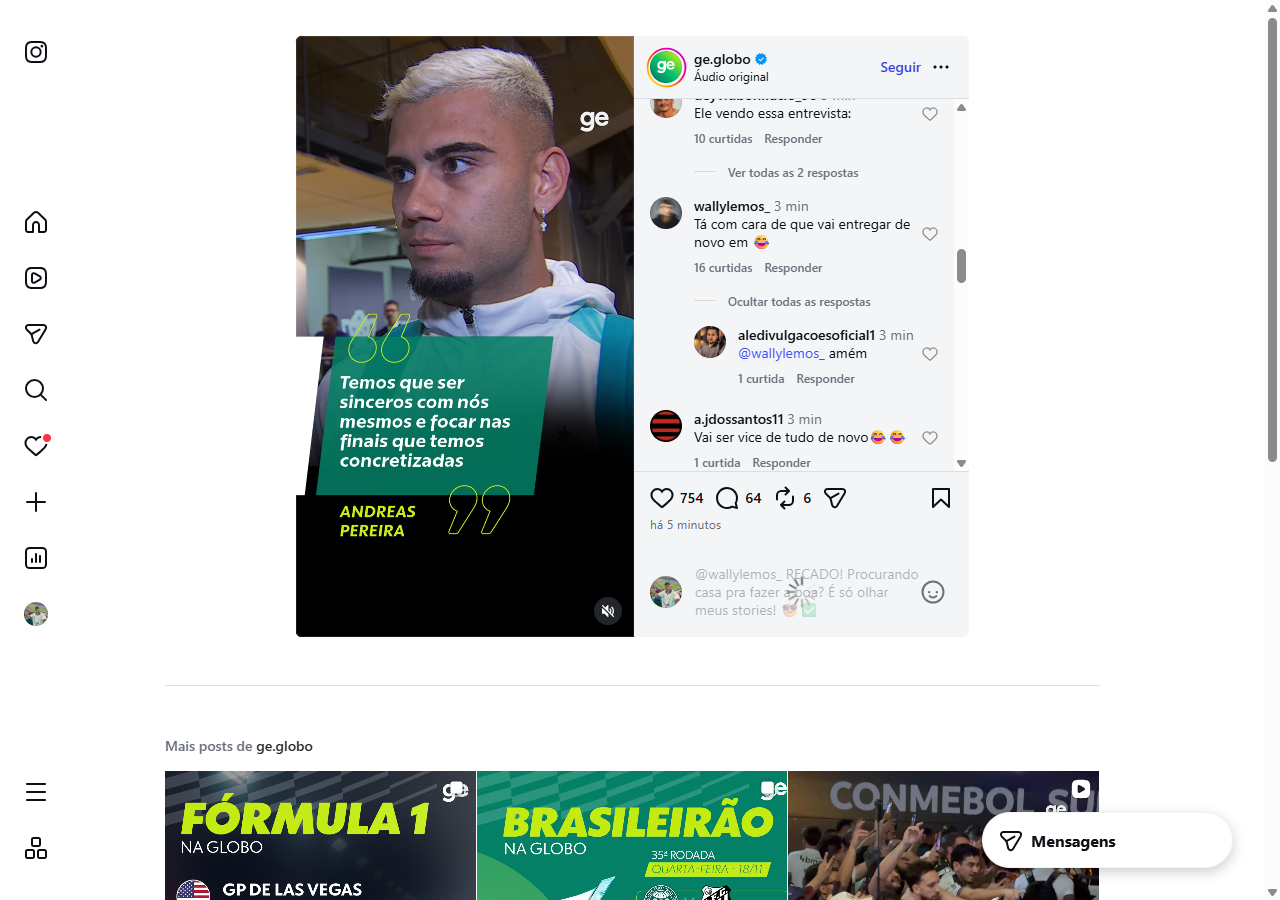 ge
Temos que ser
sinceros com nós
mesmos e focar nas
finais que temos
concretizadas
ANDREAS
PEREIRA
ge
ge.globo
Áudio original
Seguir
Ele vendo essa entrevista:
10 curtidas Responder
Ver todas as 2 respostas
wallylemos_ 3 min
Tá com cara de que vai entregar de
novo em 😂
16 curtidas Responder
Ocultar todas as respostas
aledivulgacoesoficial1 3 min
@wallylemos_ amém
1 curtida Responder
a.jdossantos11 3 min
Vai ser vice de tudo de novo😂 😂
1 curtida Responder
754 64 6
há 5 minutos
@wallylemos_ RECADO! Procurando
casa pra fazer a boa? É só olhar
meus stories! ✅
Mais posts de ge.globo
ge
FÓRMULA 1
NA GLOBO
GP DE LAS VEGAS
ge
BRASILEIRÃO
NA GLOBO
35ª RODADA
QUARTA-FEIRA - 18/11
CONMEBOL SU
ge
Mensagens